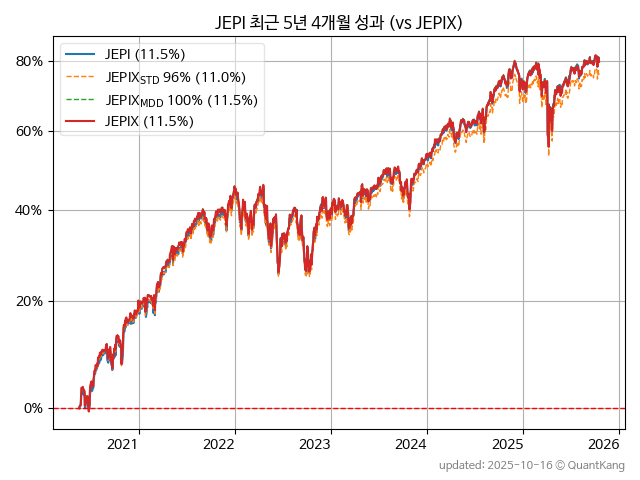 JEPI 최근 5년 4개월 성과 (vs JEPIX)
JEPI (11.5%)
JEPIXSTD 96% (11.0%)
JEPIXMDD 100% (11.5%)
JEPIX (11.5%)
80%
60%
40%
20%
0%
2021 2022 2023 2024 2025 2026
updated: 2025-10-16 © QuantKang